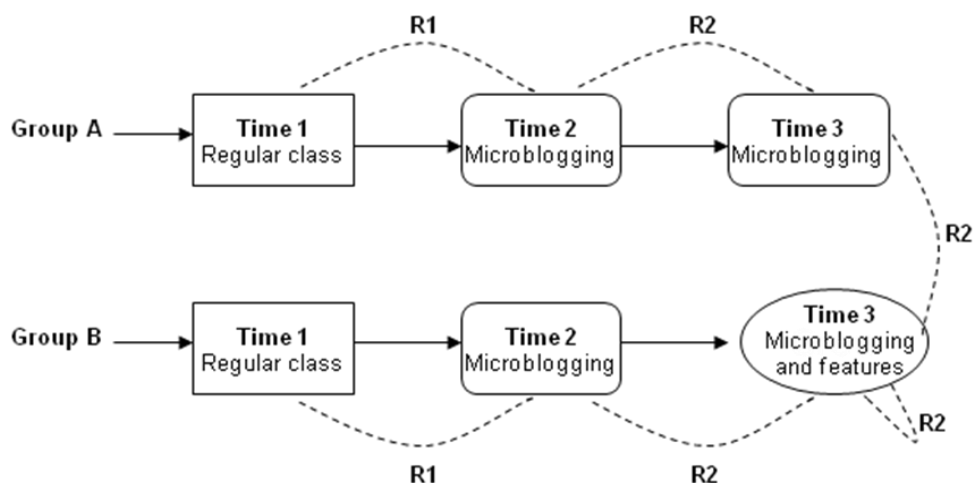 R1
R2
Group A
Time 1
Regular class
Time 2
Microblogging
Time 3
Microblogging
R2
Group B
Time 1
Regular class
Time 2
Microblogging
Time 3
Microblogging
and features
R2
R1
R2